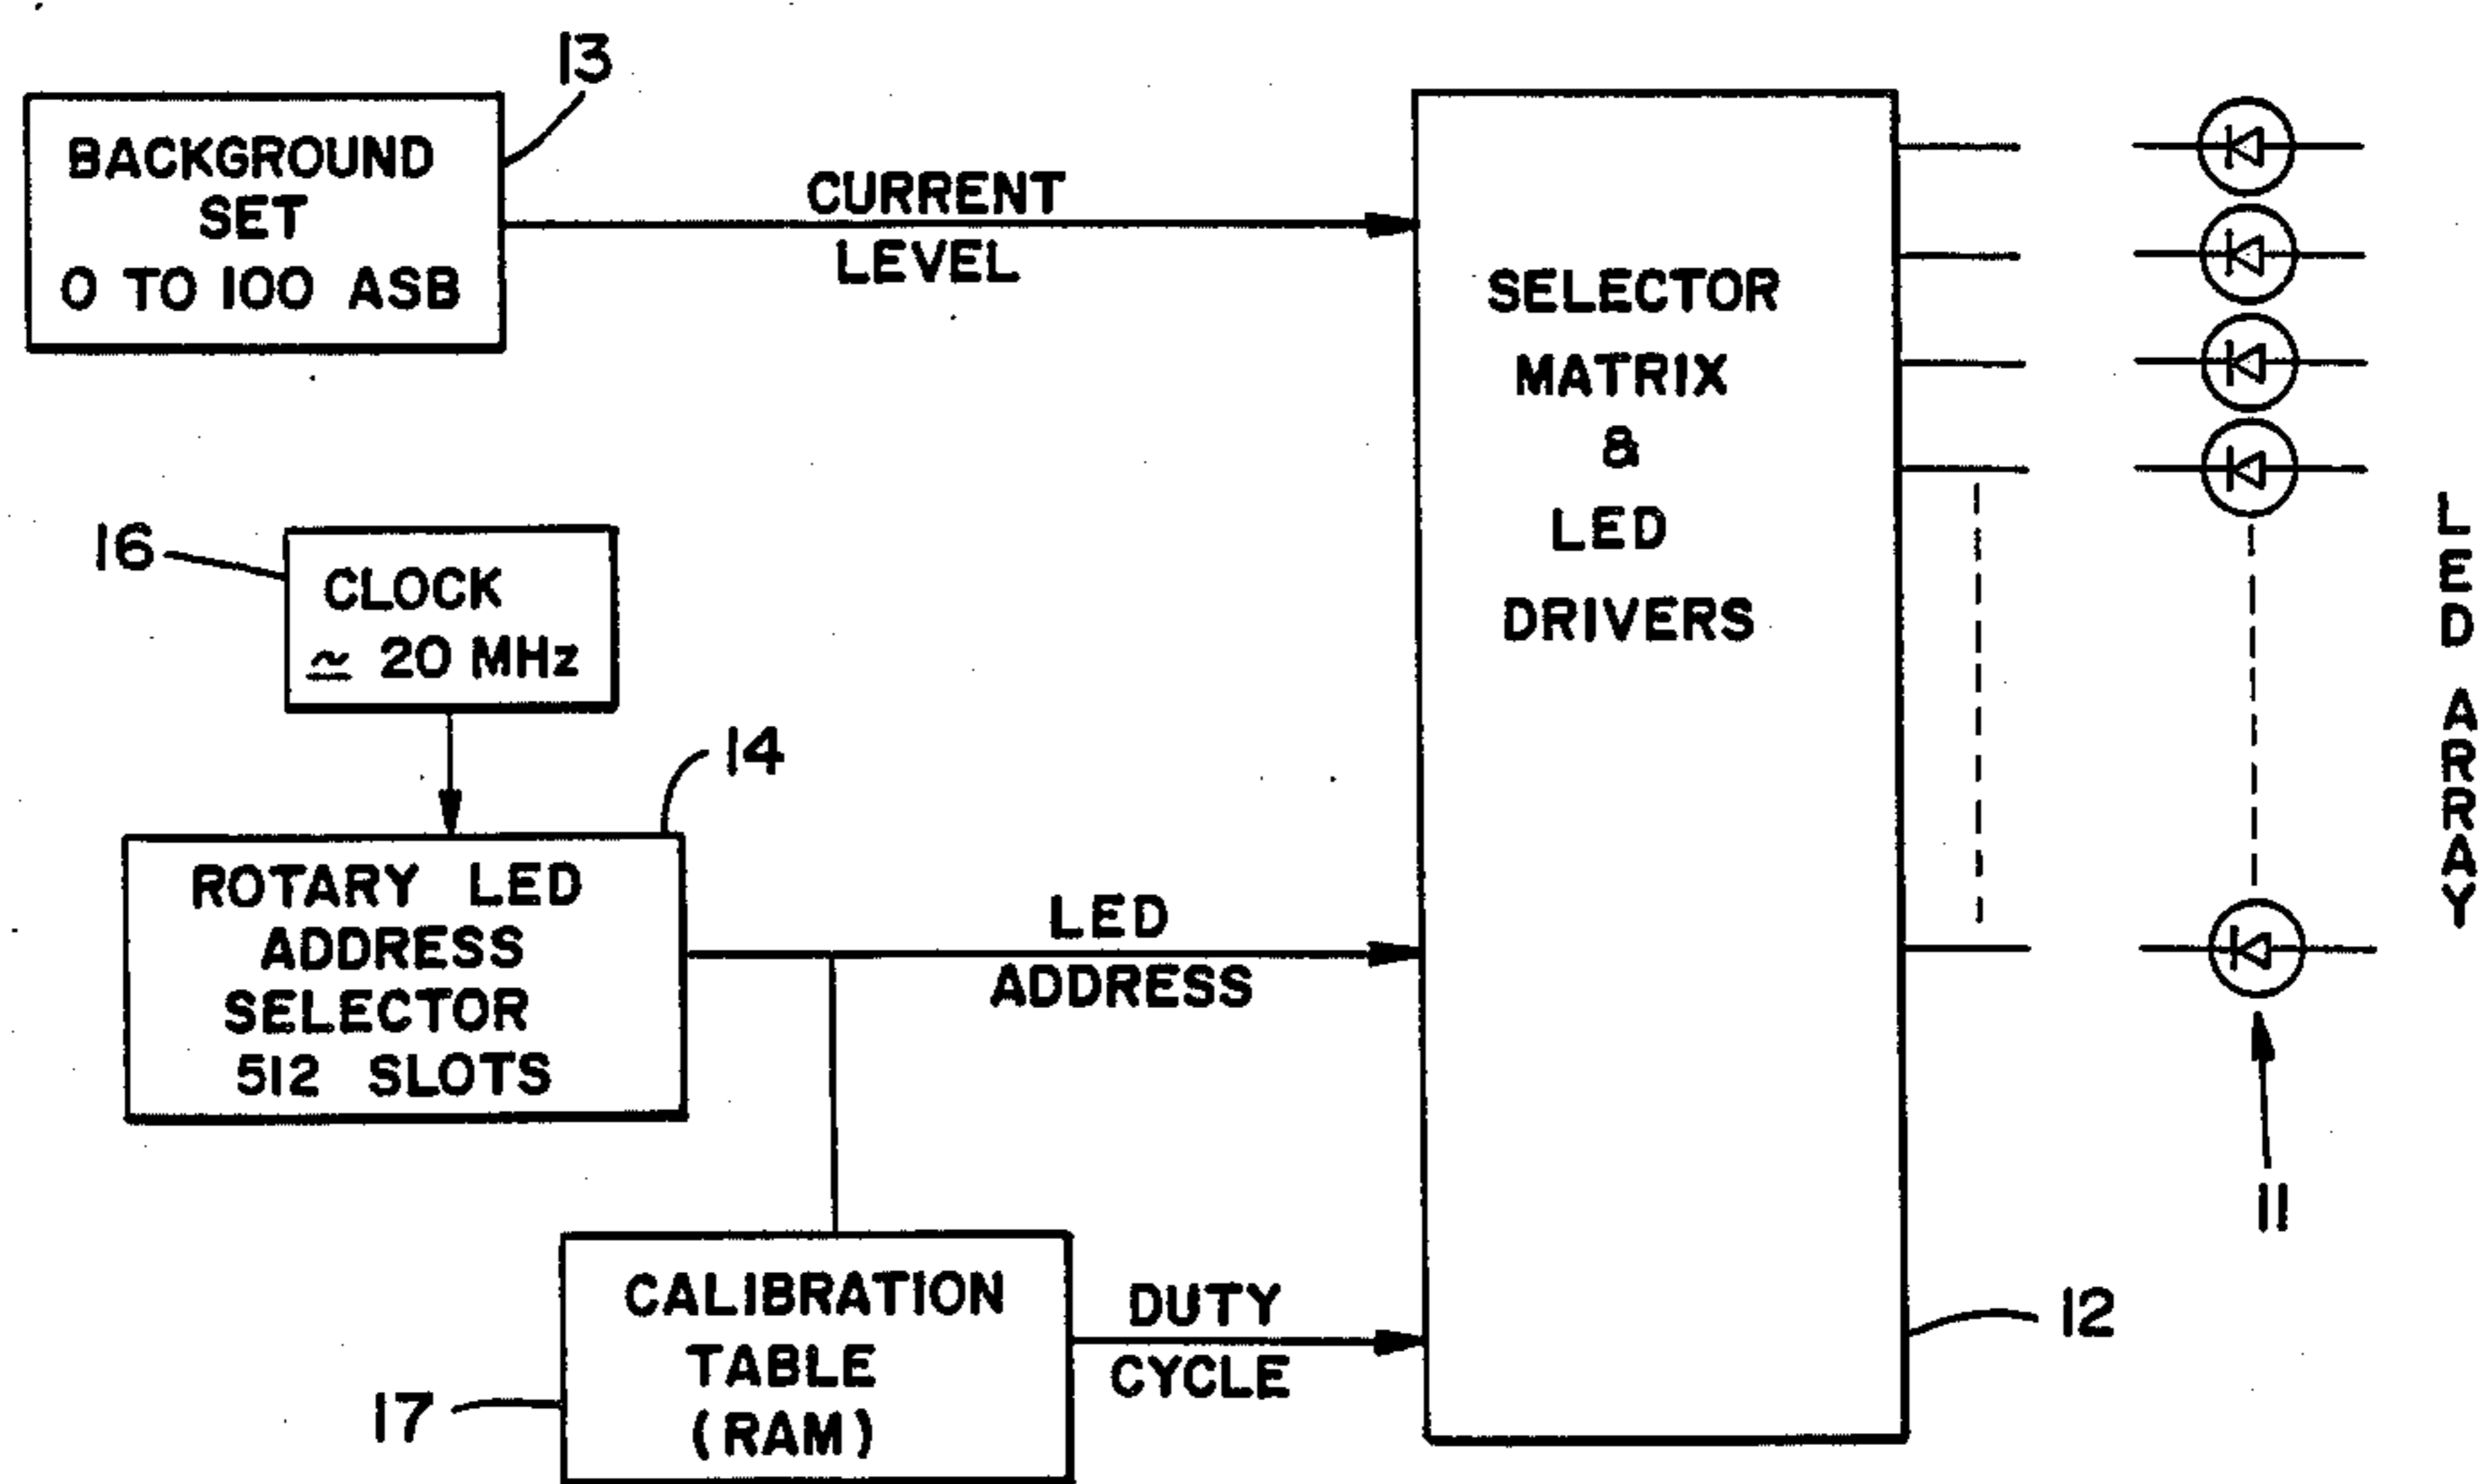 13
BACKGROUND
SET
0 TO 100 ASB
CURRENT
LEVEL
SELECTOR
MATRIX
&
LED
DRIVERS
16
CLOCK
≃ 20 MHz
14
ROTARY LED
ADDRESS
SELECTOR
512 SLOTS
LED
ADDRESS
LED ARRAY
11
CALIBRATION
TABLE
(RAM)
17
DUTY
CYCLE
12